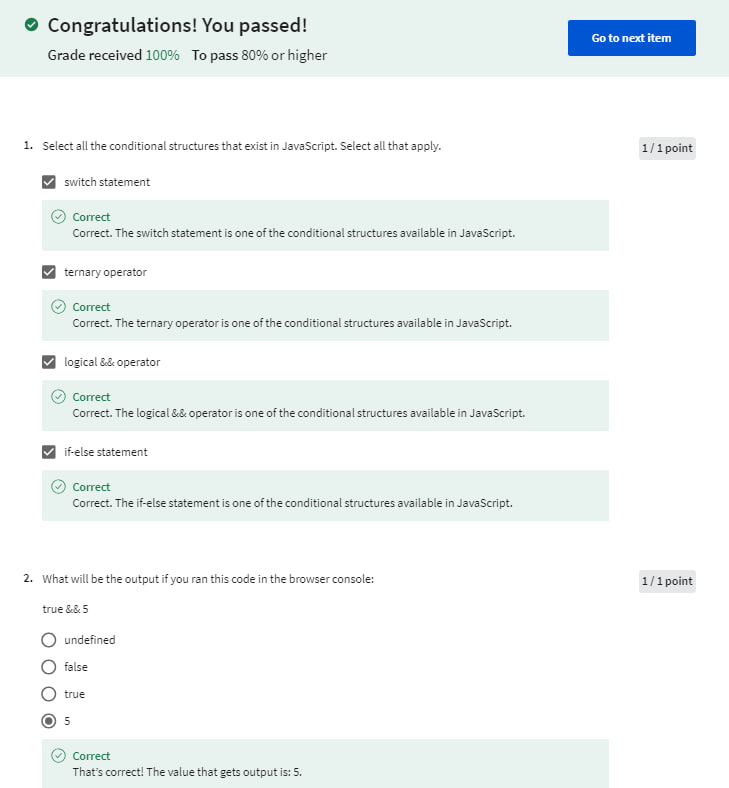 Congratulations! You passed!
Grade received 100% To pass 80% or higher
Go to next item
1. Select all the conditional structures that exist in JavaScript. Select all that apply.
1 / 1 point
switch statement
Correct
Correct. The switch statement is one of the conditional structures available in JavaScript.
ternary operator
Correct
Correct. The ternary operator is one of the conditional structures available in JavaScript.
logical && operator
Correct
Correct. The logical && operator is one of the conditional structures available in JavaScript.
if-else statement
Correct
Correct. The if-else statement is one of the conditional structures available in JavaScript.
2. What will be the output if you ran this code in the browser console:
1 / 1 point
true && 5
undefined
false
true
5
Correct
That's correct! The value that gets output is: 5.